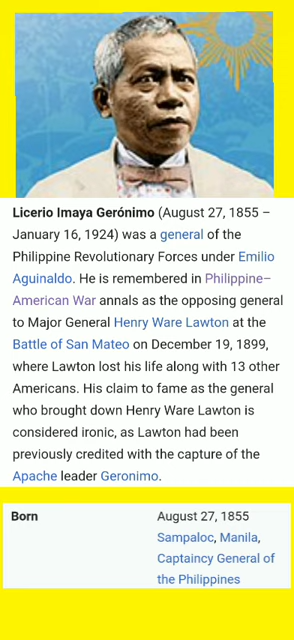 Licerio Imaya Gerónimo (August 27, 1855 –
January 16, 1924) was a general of the
Philippine Revolutionary Forces under Emilio
Aguinaldo. He is remembered in Philippine–
American War annals as the opposing general
to Major General Henry Ware Lawton at the
Battle of San Mateo on December 19, 1899,
where Lawton lost his life along with 13 other
Americans. His claim to fame as the general
who brought down Henry Ware Lawton is
considered ironic, as Lawton had been
previously credited with the capture of the
Apache leader Geronimo.
Born
August 27, 1855
Sampaloc, Manila,
Captaincy General of
the Philippines